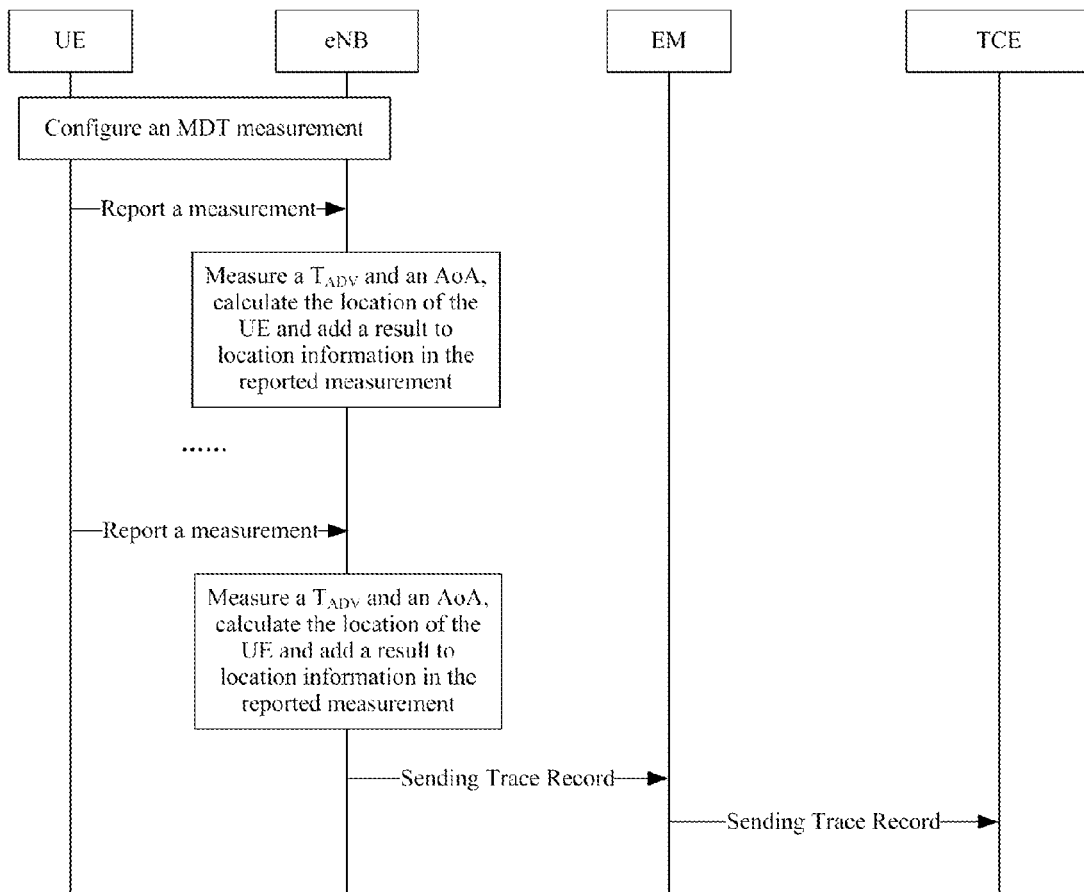 UE
eNB
EM
TCE
Configure an MDT measurement
Report a measurement
Measure a TADV and an AoA,
calculate the location of the
UE and add a result to
location information in the
reported measurement
......
Report a measurement
Measure a TADV and an AoA,
calculate the location of the
UE and add a result to
location information in the
reported measurement
Sending Trace Record
Sending Trace Record